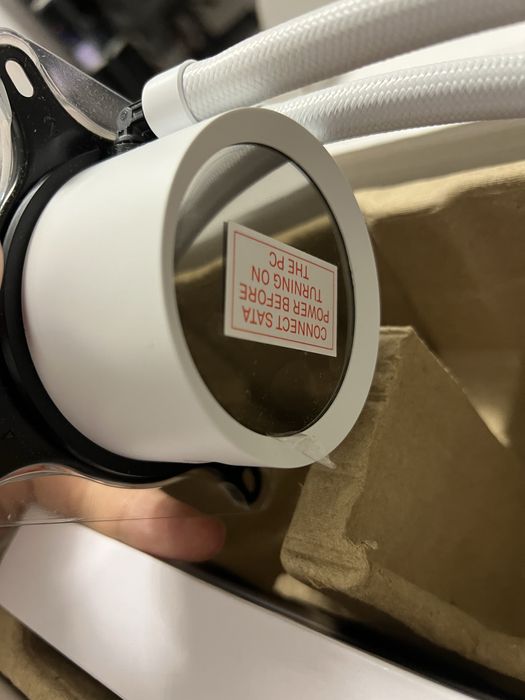 CONNECT SATA
POWER BEFORE
TURNING ON
THE PC